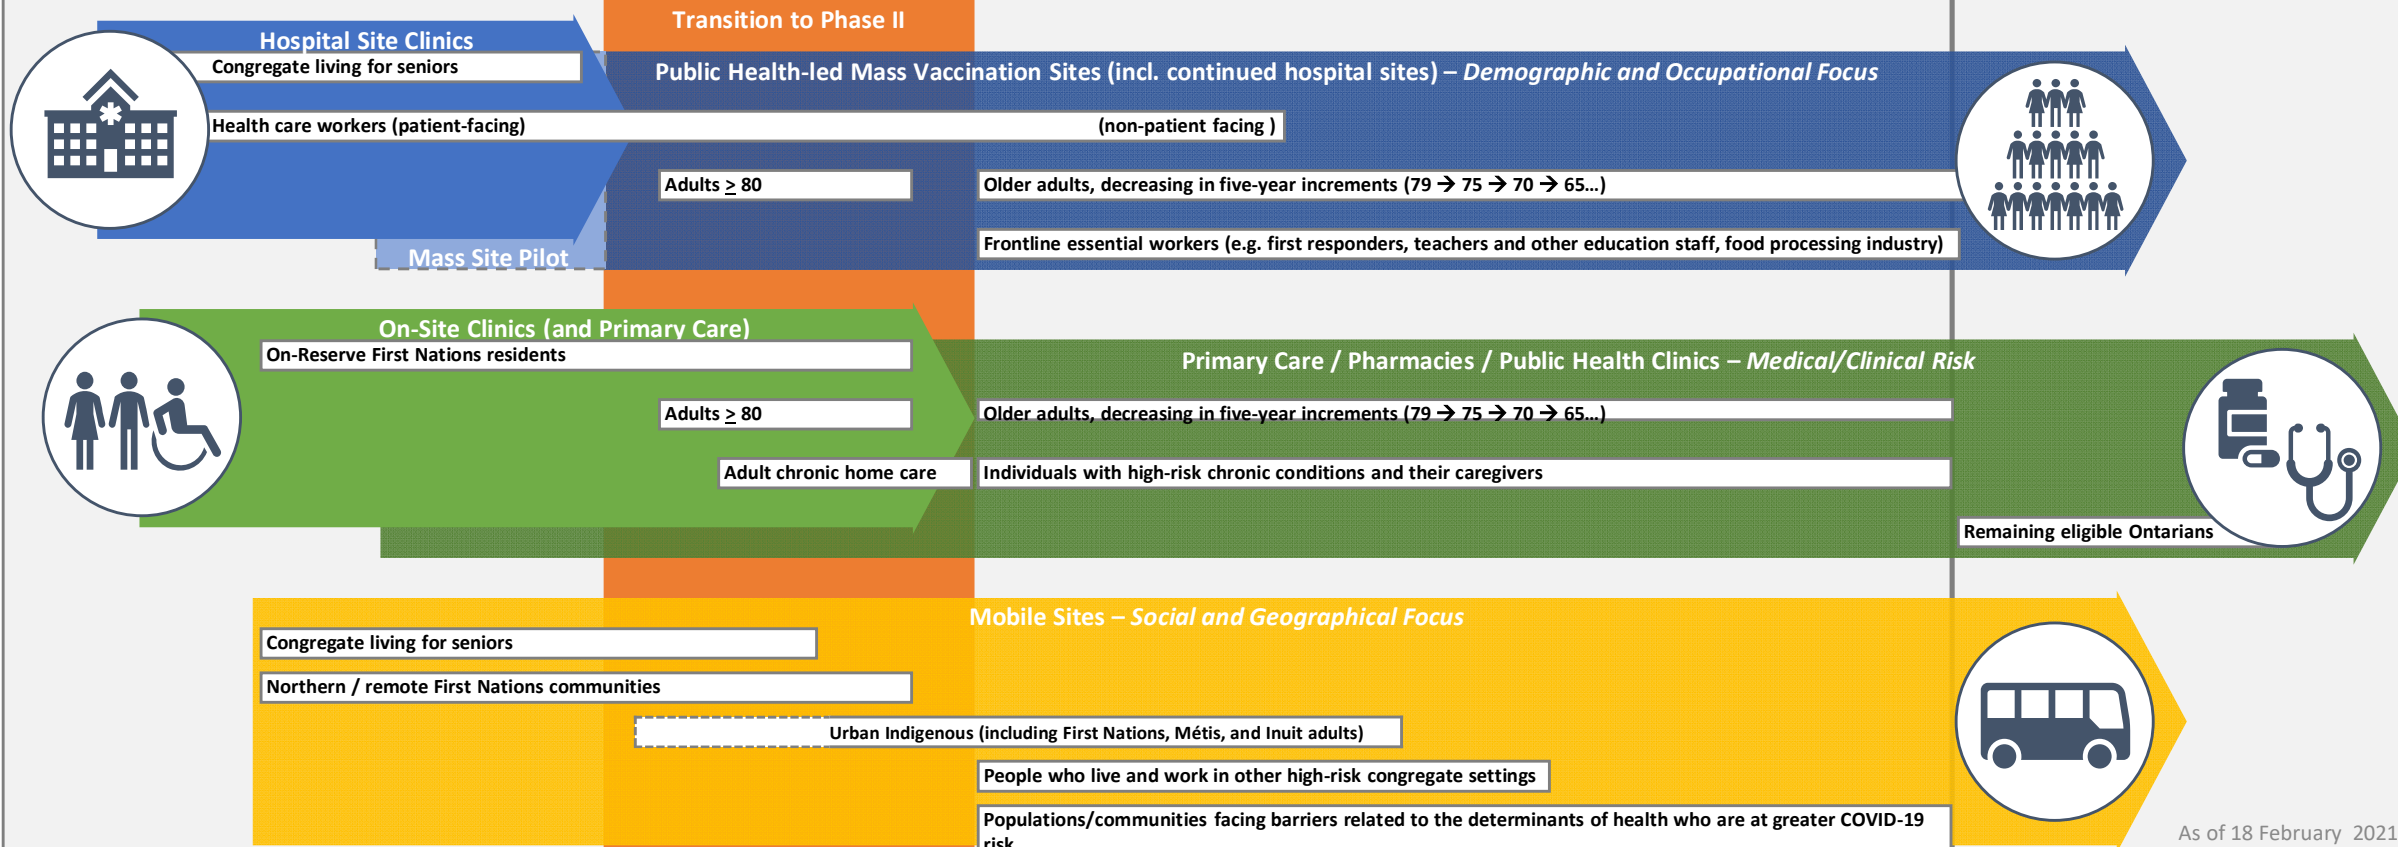 Transition to Phase II
Hospital Site Clinics
Congregate living for seniors
Public Health-led Mass Vaccination Sites (incl. continued hospital sites) – Demographic and Occupational Focus
Health care workers (patient-facing) (non-patient facing )
Adults ≥ 80
Older adults, decreasing in five-year increments (79 → 75 → 70 → 65…)
Frontline essential workers (e.g. first responders, teachers and other education staff, food processing industry)
Mass Site Pilot
On-Site Clinics (and Primary Care)
On-Reserve First Nations residents
Primary Care / Pharmacies / Public Health Clinics – Medical/Clinical Risk
Adults ≥ 80
Older adults, decreasing in five-year increments (79 → 75 → 70 → 65…)
Adult chronic home care
Individuals with high-risk chronic conditions and their caregivers
Remaining eligible Ontarians
Mobile Sites – Social and Geographical Focus
Congregate living for seniors
Northern / remote First Nations communities
Urban Indigenous (including First Nations, Métis, and Inuit adults)
People who live and work in other high-risk congregate settings
Populations/communities facing barriers related to the determinants of health who are at greater COVID-19
risk
As of 18 February 2021